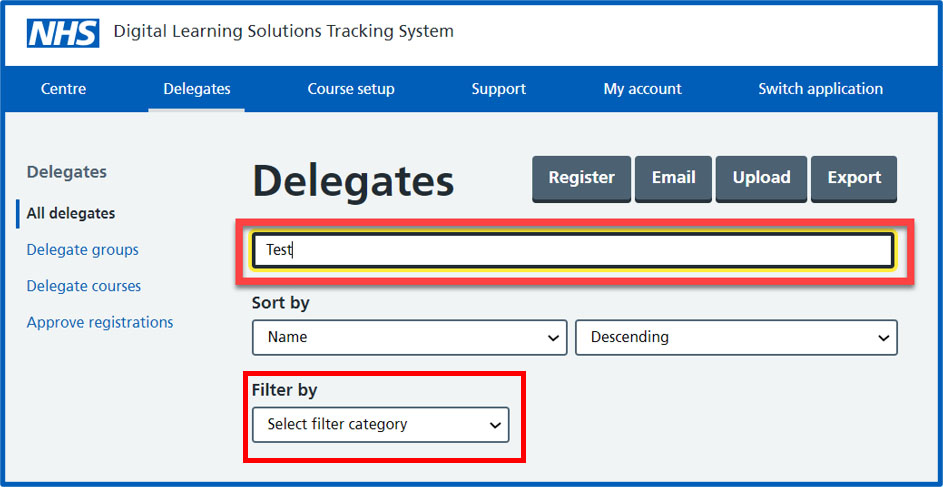 NHS Digital Learning Solutions Tracking System
Centre Delegates Course setup Support My account Switch application
Delegates
All delegates
Delegate groups
Delegate courses
Approve registrations
Delegates
Register Email Upload Export
Test
Sort by
Name Descending
Filter by
Select filter category